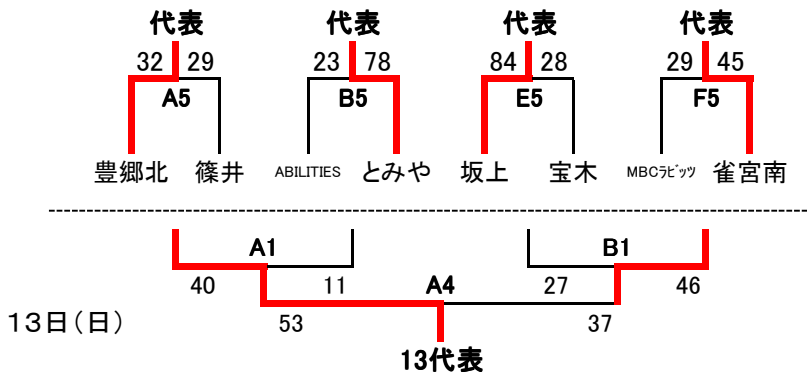 代表 代表 代表 代表
32 29 23 78 84 28 29 45
A5 B5 E5 F5
豊郷北 篠井 ABILITIES とみや 坂上 宝木 MBCラビッツ 雀宮南
A1 B1
40 11 A4 27 46
13日(日) 53 37
13代表